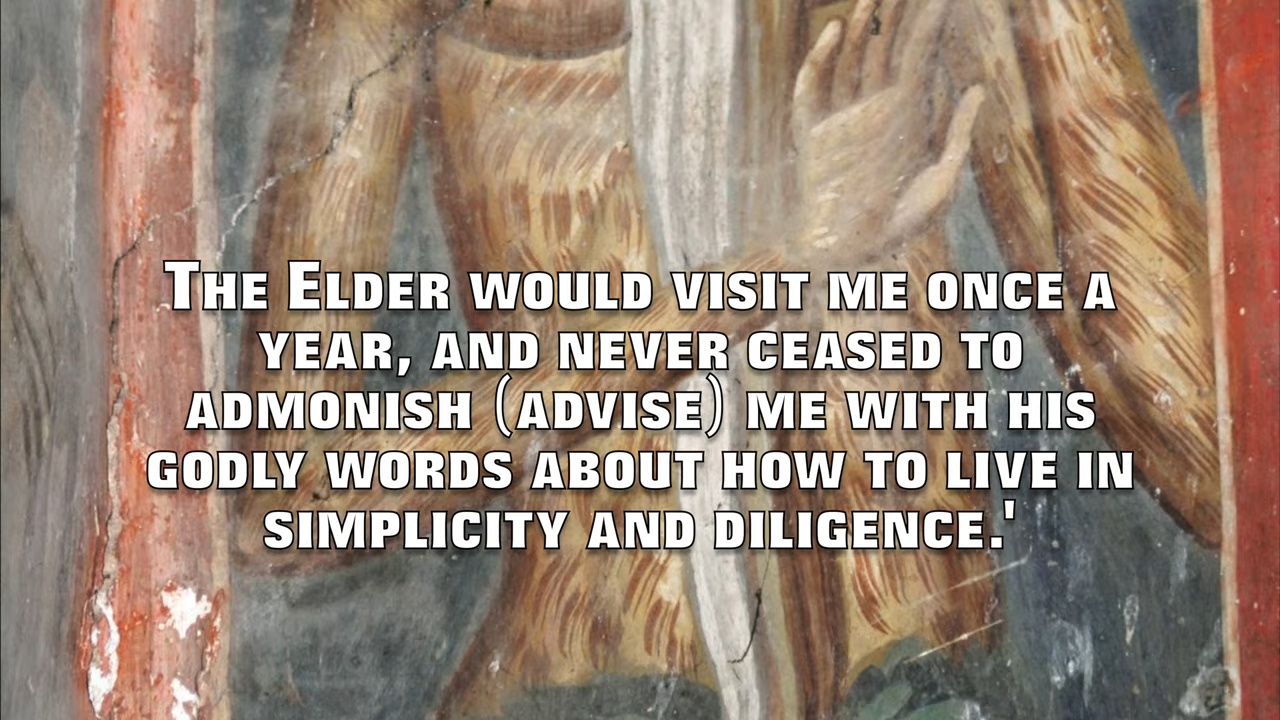 The Elder would visit me once a
year, and never ceased to
admonish (advise) me with his
godly words about how to live in
simplicity and diligence.'